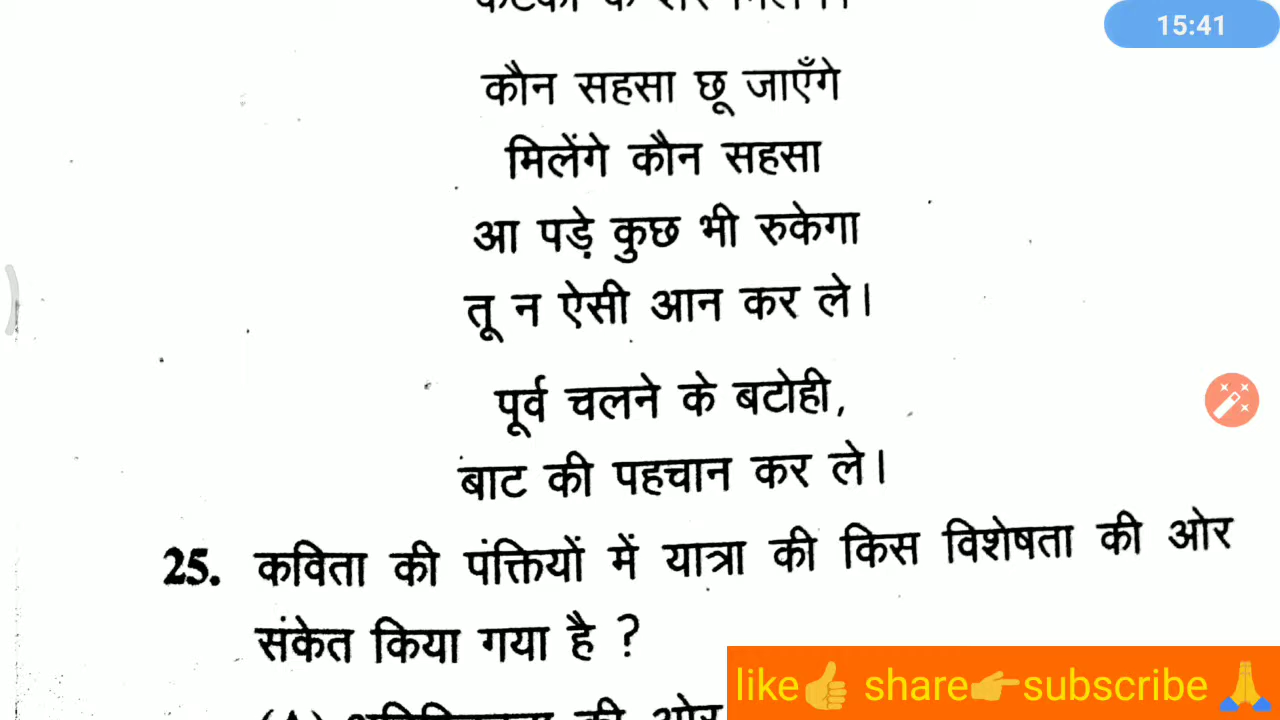 15:41
कौन सहसा छू जाएँगे
मिलेंगे कौन सहसा
आ पड़े कुछ भी रुकेगा
तू न ऐसी आन कर ले।
पूर्व चलने के बटोही,
बाट की पहचान कर ले।
25. कविता की पंक्तियों में यात्रा की किस विशेषता की ओर
संकेत किया गया है ?
like👍 share👉subscribe 🙏
की ओर